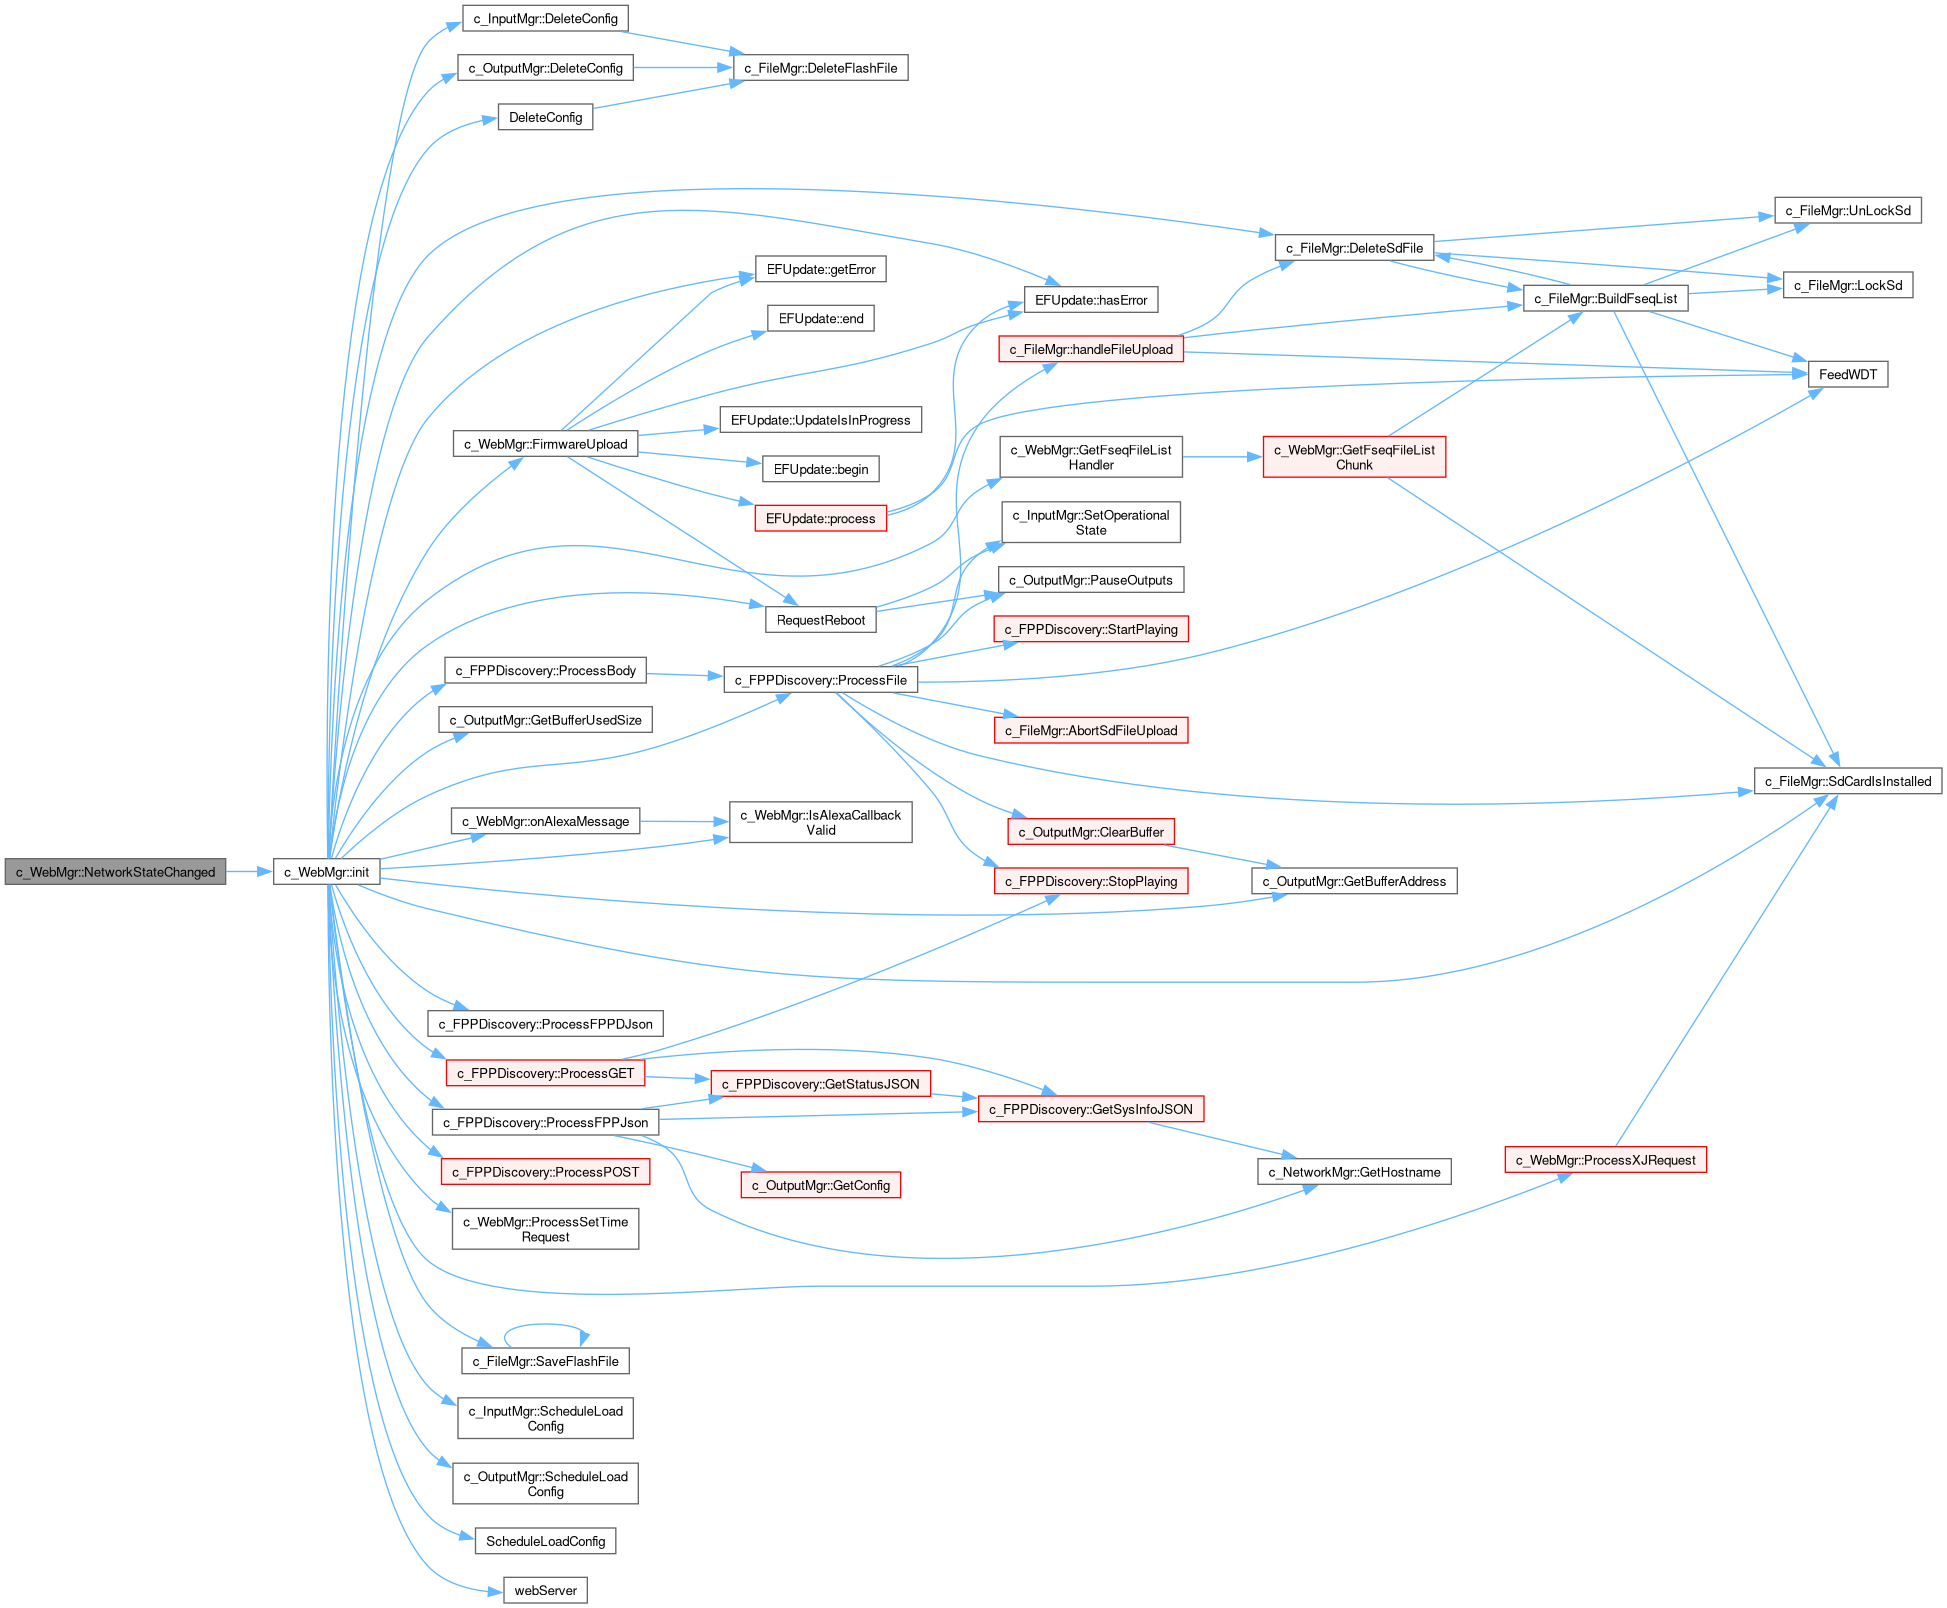 c_InputMgr::DeleteConfig
c_OutputMgr::DeleteConfig
c_FileMgr::DeleteFlashFile
DeleteConfig
c_FileMgr::UnLockSd
c_FileMgr::DeleteSdFile
EFUpdate::getError
c_FileMgr::LockSd
EFUpdate::hasError
c_FileMgr::BuildFseqList
EFUpdate::end
c_FileMgr::handleFileUpload
FeedWDT
EFUpdate::UpdateIsInProgress
c_WebMgr::FirmwareUpload
c_WebMgr::GetFseqFileList
Handler
c_WebMgr::GetFseqFileList
Chunk
EFUpdate::begin
EFUpdate::process
c_InputMgr::SetOperational
State
c_OutputMgr::PauseOutputs
RequestReboot
c_FPPDiscovery::StartPlaying
c_FPPDiscovery::ProcessBody
c_FPPDiscovery::ProcessFile
c_OutputMgr::GetBufferUsedSize
c_FileMgr::AbortSdFileUpload
c_FileMgr::SdCardIsInstalled
c_WebMgr::onAlexaMessage
c_WebMgr::IsAlexaCallback
Valid
c_OutputMgr::ClearBuffer
c_WebMgr::NetworkStateChanged
c_WebMgr::init
c_FPPDiscovery::StopPlaying
c_OutputMgr::GetBufferAddress
c_FPPDiscovery::ProcessFPPDJson
c_FPPDiscovery::ProcessGET
c_FPPDiscovery::GetStatusJSON
c_FPPDiscovery::GetSysInfoJSON
c_FPPDiscovery::ProcessFPPJson
c_WebMgr::ProcessXJRequest
c_FPPDiscovery::ProcessPOST
c_NetworkMgr::GetHostname
c_OutputMgr::GetConfig
c_WebMgr::ProcessSetTime
Request
c_FileMgr::SaveFlashFile
c_InputMgr::ScheduleLoad
Config
c_OutputMgr::ScheduleLoad
Config
ScheduleLoadConfig
webServer